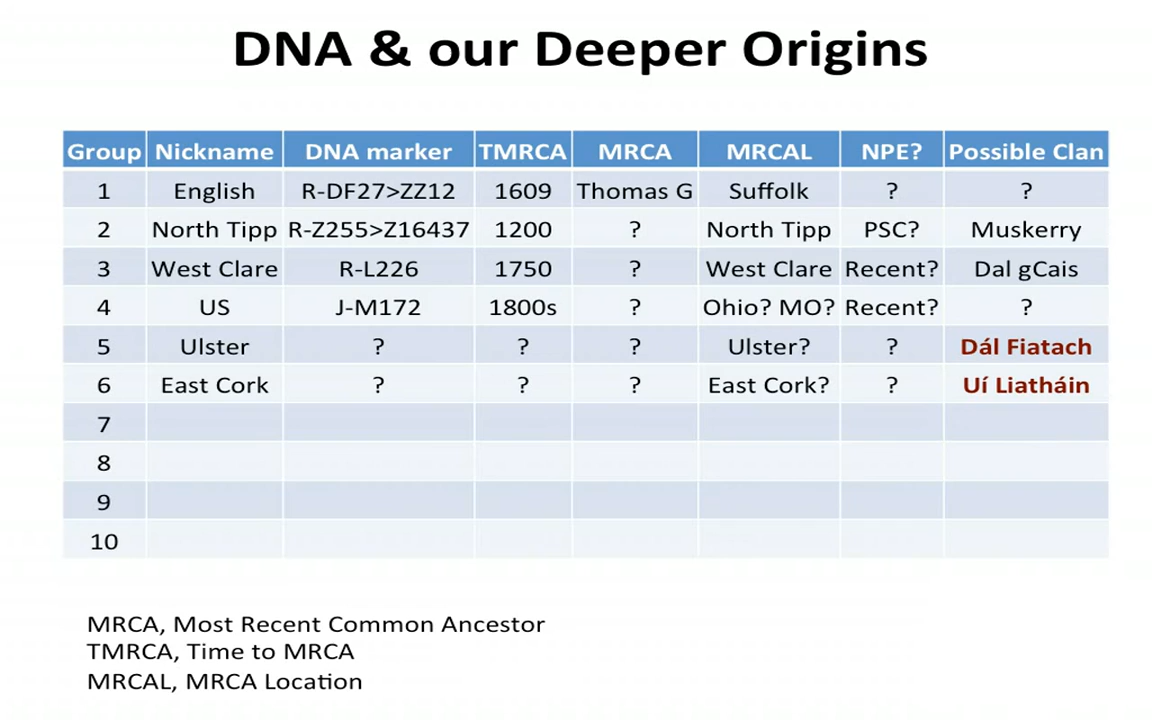 DNA & our Deeper Origins
Group Nickname DNA marker TMRCA MRCA MRCAL NPE? Possible Clan
1 English R-DF27>ZZ12 1609 Thomas G Suffolk ? ?
2 North Tipp R-Z255>Z16437 1200 ? North Tipp PSC? Muskerry
3 West Clare R-L226 1750 ? West Clare Recent? Dal gCais
4 US J-M172 1800s ? Ohio? MO? Recent? ?
5 Ulster ? ? ? Ulster? ? Dál Fiatach
6 East Cork ? ? ? East Cork? ? Uí Liatháin
7
8
9
10
MRCA, Most Recent Common Ancestor
TMRCA, Time to MRCA
MRCAL, MRCA Location